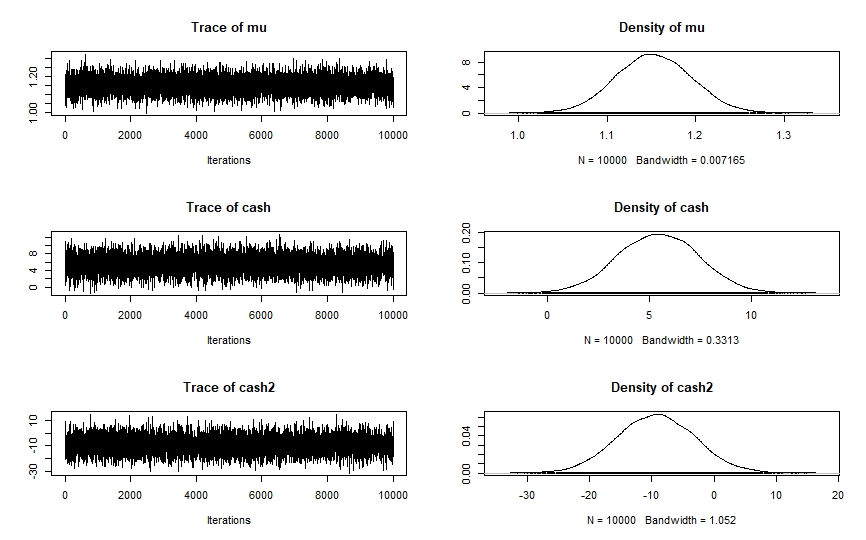 Trace of mu
1.00 1.20
0 2000 4000 6000 8000 10000
Iterations
Density of mu
0 4 8
1.0 1.1 1.2 1.3
N = 10000 Bandwidth = 0.007165
Trace of cash
0 4 8
0 2000 4000 6000 8000 10000
Iterations
Density of cash
0.00 0.10 0.20
0 5 10
N = 10000 Bandwidth = 0.3313
Trace of cash2
-30 -10 10
0 2000 4000 6000 8000 10000
Iterations
Density of cash2
0.00 0.04
-30 -20 -10 0 10 20
N = 10000 Bandwidth = 1.052